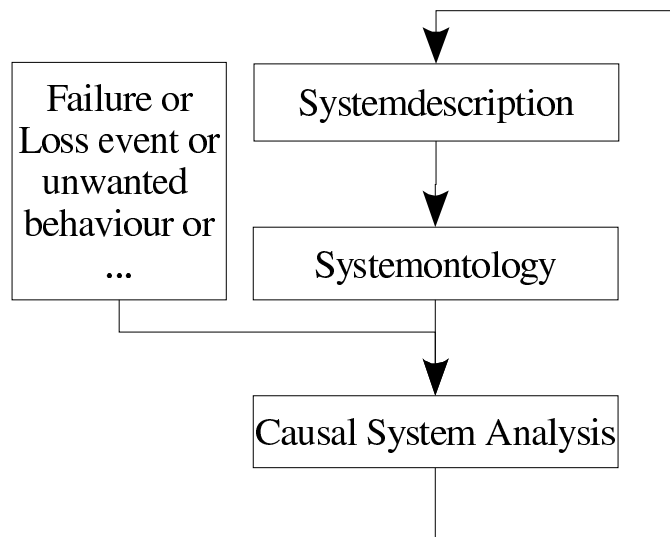 Failure or
Loss event or
unwanted
behaviour or
...
Systemdescription
Systemontology
Causal System Analysis